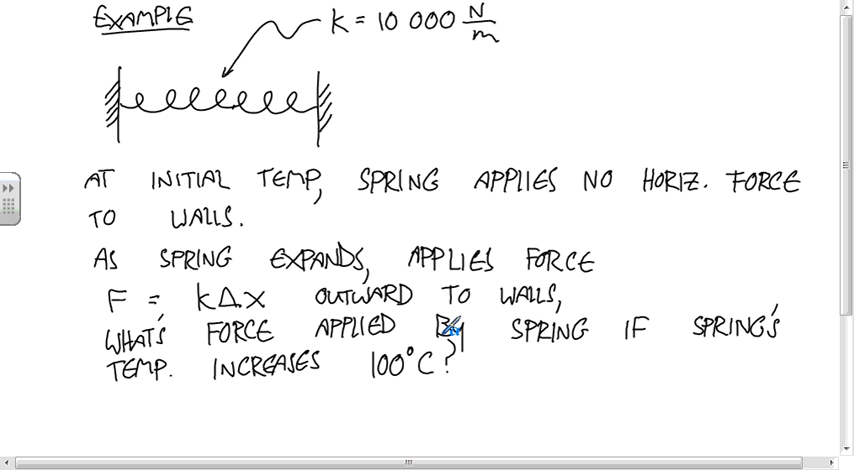 EXAMPLE
k = 10 000 N/m
AT INITIAL TEMP, SPRING APPLIES NO HORIZ. FORCE
TO WALLS.
AS SPRING EXPANDS, APPLIES FORCE
F = kΔx OUTWARD TO WALLS,
WHAT'S FORCE APPLIED By SPRING IF SPRING'S
TEMP. INCREASES 100°C?